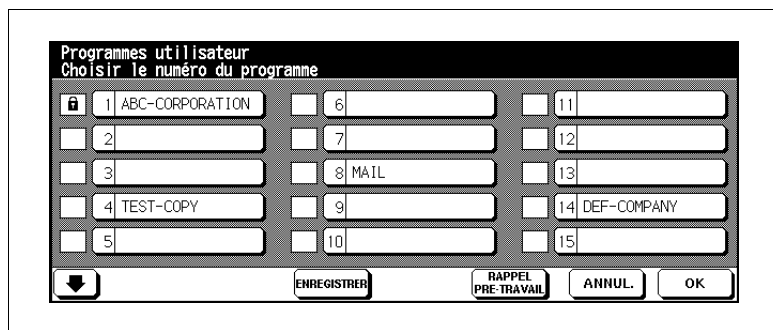 Programmes utilisateur
Choisir le numéro du programme
1 ABC-CORPORATION 6 11
2 7 12
3 8 MAIL 13
4 TEST-COPY 9 14 DEF-COMPANY
5 10 15
ENREGISTRER RAPPEL PRE-TRAVAIL ANNUL. OK